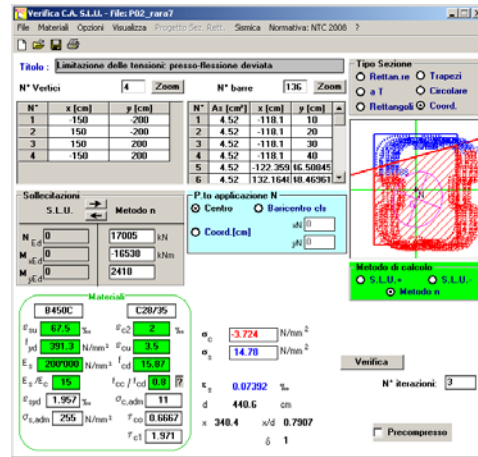 Verifica C.A. S.L.U. - File: P02_rara7
File Materiali Opzioni Visualizza Progetto Sez. Rett. Sismica Normativa: NTC 2008 ?
Titolo : Limitazione delle tensioni: presso-flessione deviata
N° Vertici 4 Zoom N° barre 136 Zoom
N° x [cm] y [cm]
1 -150 -200
2 150 -200
3 150 200
4 -150 200
N° As [cm²] x [cm] y [cm]
1 4.52 -118.1 10
2 4.52 -118.1 20
3 4.52 -118.1 30
4 4.52 -118.1 40
5 4.52 -122.359 46.50845
6 4.52 132.1640 48.46961
Tipo Sezione
Rettan.re Trapezi
a T Circolare
Rettangoli Coord.
Sollecitazioni
S.L.U. Metodo n
N Ed 0 17005 kN
M xEd 0 -16530 kNm
M yEd 0 2410
P.to applicazione N
Centro Baricentro cls
Coord.[cm] xN 0
yN 0
Metodo di calcolo
S.L.U.+ S.L.U.-
Metodo n
Materiali
B450C C28/35
εsu 67.5 ‰ εc2 2 ‰
fyd 391.3 N/mm² εcu 3.5
Es 200'000 N/mm² fcd 15.87
Es/Ec 15 fcc / fcd 0.8 ?
εsyd 1.957 ‰ σc,adm 11
σs,adm 255 N/mm² τco 0.6667
τc1 1.971
σc -3.724 N/mm²
σs 14.78 N/mm²
εs 0.07392 ‰
d 440.6 cm
x 348.4 x/d 0.7907
δ 1
Verifica
N° iterazioni: 3
Precompresso